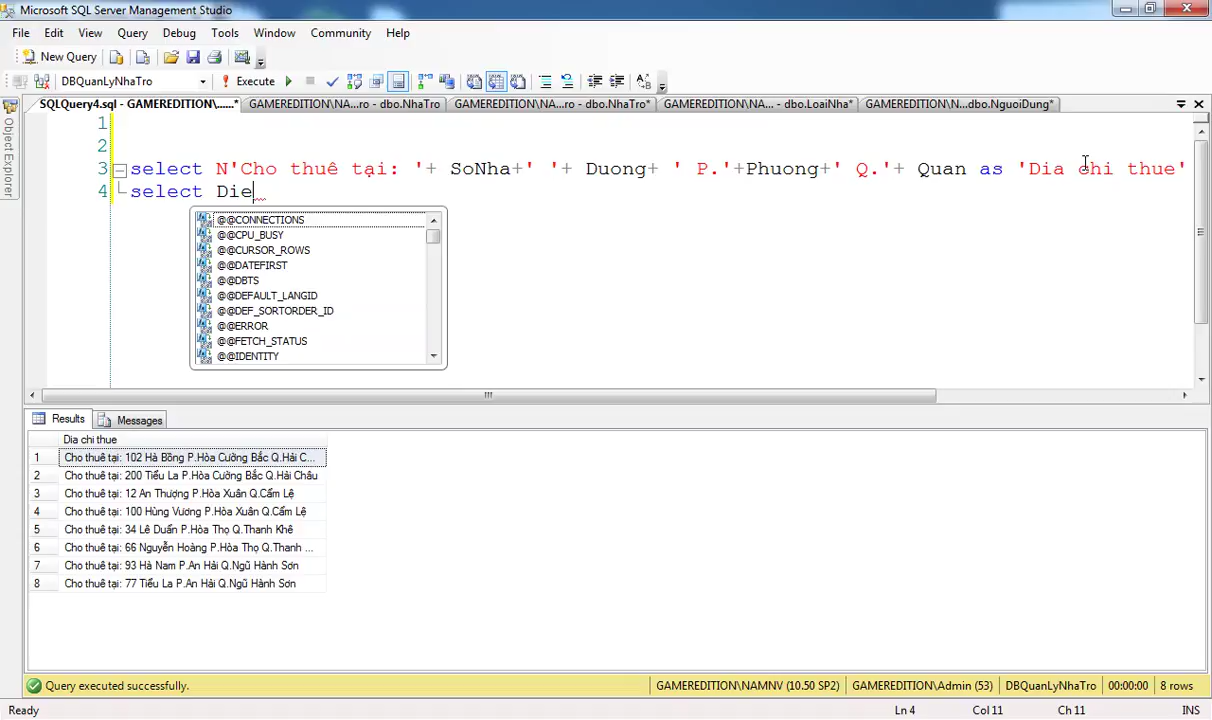 Microsoft SQL Server Management Studio
File Edit View Query Debug Tools Window Community Help
New Query
DBQuanLyNhaTro Execute
SQLQuery4.sql - GAMEREDITION\......* GAMEREDITION\NA...ro - dbo.NhaTro GAMEREDITION\NA...ro - dbo.NhaTro* GAMEREDITION\NA... - dbo.LoaiNha* GAMEREDITION\N...dbo.NguoiDung*
Object Explorer
1
2
3 select N'Cho thuê tại: '+ SoNha+' '+ Duong+ ' P.'+Phuong+' Q.'+ Quan as 'Dia chi thue'
4 select Die
@@CONNECTIONS
@@CPU_BUSY
@@CURSOR_ROWS
@@DATEFIRST
@@DBTS
@@DEFAULT_LANGID
@@DEF_SORTORDER_ID
@@ERROR
@@FETCH_STATUS
@@IDENTITY
Results Messages
Dia chi thue
1 Cho thuê tại: 102 Hà Bồng P.Hòa Cường Bắc Q.Hải C...
2 Cho thuê tại: 200 Tiểu La P.Hòa Cường Bắc Q.Hải Châu
3 Cho thuê tại: 12 An Thượng P.Hòa Xuân Q.Cẩm Lệ
4 Cho thuê tại: 100 Hùng Vương P.Hòa Xuân Q.Cẩm Lệ
5 Cho thuê tại: 34 Lê Duẩn P.Hòa Thọ Q.Thanh Khê
6 Cho thuê tại: 66 Nguyễn Hoàng P.Hòa Thọ Q.Thanh ...
7 Cho thuê tại: 93 Hà Nam P.An Hải Q.Ngũ Hành Sơn
8 Cho thuê tại: 77 Tiểu La P.An Hải Q.Ngũ Hành Sơn
Query executed successfully. GAMEREDITION\NAMNV (10.50 SP2) GAMEREDITION\Admin (53) DBQuanLyNhaTro 00:00:00 8 rows
Ready Ln 4 Col 11 Ch 11 INS